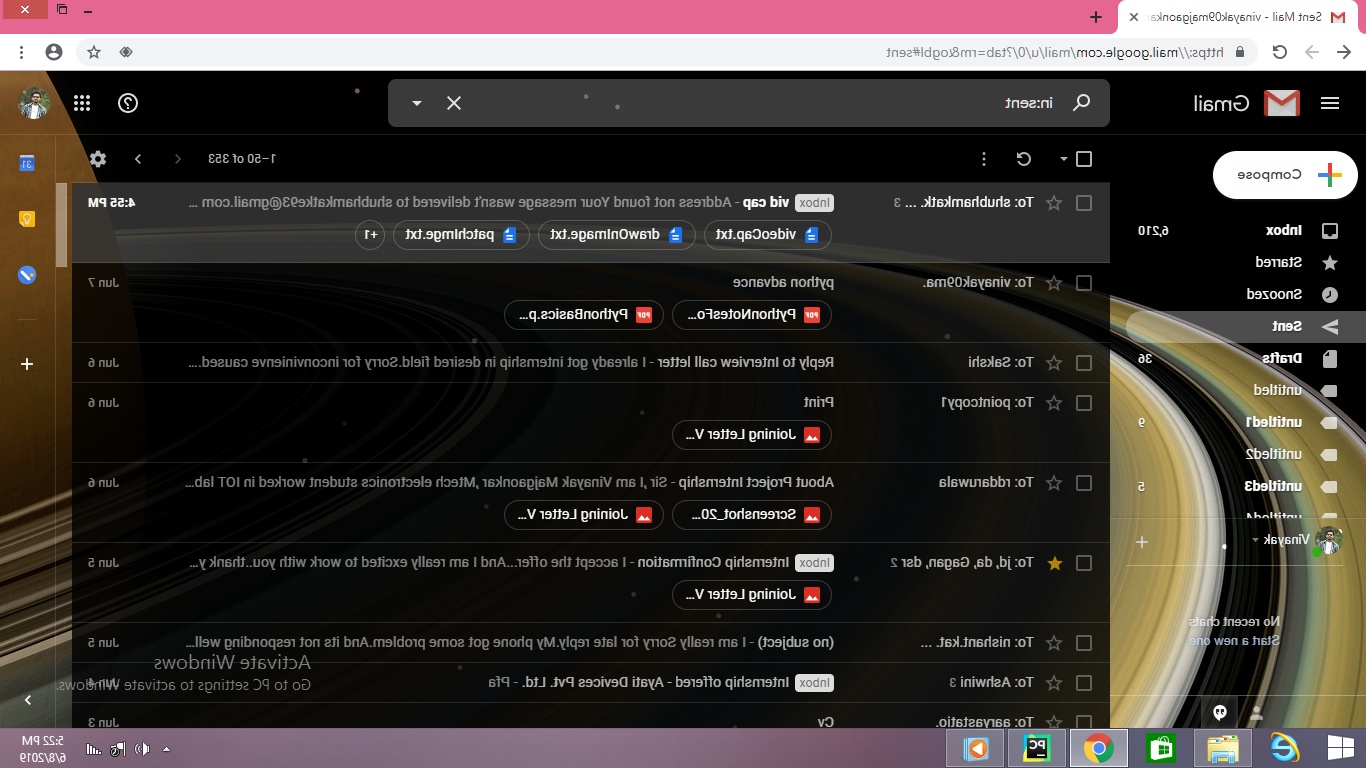 Sent Mail - vinayak09majgaonka
https://mail.google.com/mail/u/0/?tab=rm&ogbl#sent
Gmail
in:sent
Compose
1–50 of 353
31
Inbox 6,210
Starred
Snoozed
Sent
Drafts 36
untitled
untitled1 9
untitled2
untitled3 5
untitled4
Vinayak
No recent chats
Start a new one
To: shubhamkatk. ... 3 Inbox vid cap - Address not found Your message wasn't delivered to shubhamkatke93@gmail.com ... 4:55 PM
videoCap.txt drawOnImage.txt patchImge.txt +1
To: vinayak09ma. python advance Jun 7
PDF PythonNotesFo... PDF PythonBasics.p...
To: Sakshi Reply to Interview call letter - I already got internship in desired field.Sorry for inconvinienve caused... Jun 6
To: pointcopy1 Print Jun 6
Joining Letter V...
To: rddaruwala About Project Internship - Sir ,I am Vinayak Majgaonkar ,Mtech electronics student worked in IOT lab... Jun 6
Screenshot_20... Joining Letter V...
To: jd, da, Gagan, dsr 2 Inbox Internship Confirmation - I accept the offer...And I am really excited to work with you..thank y... Jun 5
Joining Letter V...
To: nishant.kat. ... (no subject) - I am really Sorry for late reply.My phone got some problem.And its not responding well... Jun 5
To: Ashwini 3 Inbox Internship offered - Ayati Devices Pvt. Ltd. - Pfa Jun 4
To: aaryastatio. Cv Jun 3
Activate Windows
Go to PC settings to activate Windows.
PC
5:22 PM
6/8/2019